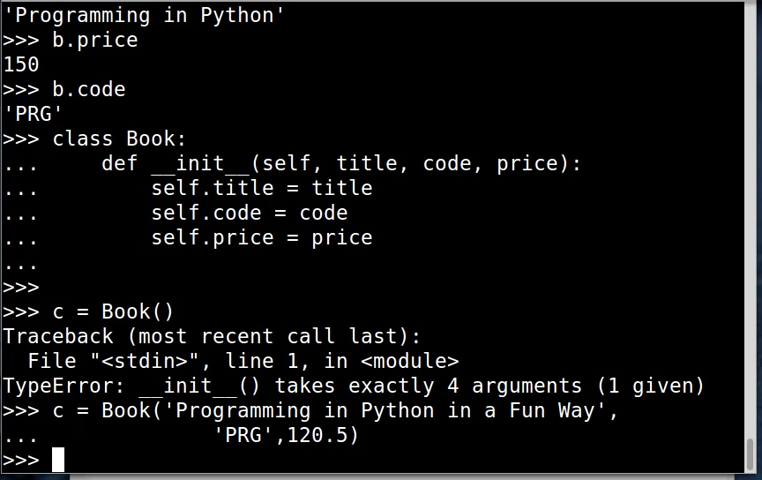 'Programming in Python'
>>> b.price
150
>>> b.code
'PRG'
>>> class Book:
...     def __init__(self, title, code, price):
...         self.title = title
...         self.code = code
...         self.price = price
...
>>>
>>> c = Book()
Traceback (most recent call last):
  File "<stdin>", line 1, in <module>
TypeError: __init__() takes exactly 4 arguments (1 given)
>>> c = Book('Programming in Python in a Fun Way',
...              'PRG',120.5)
>>>